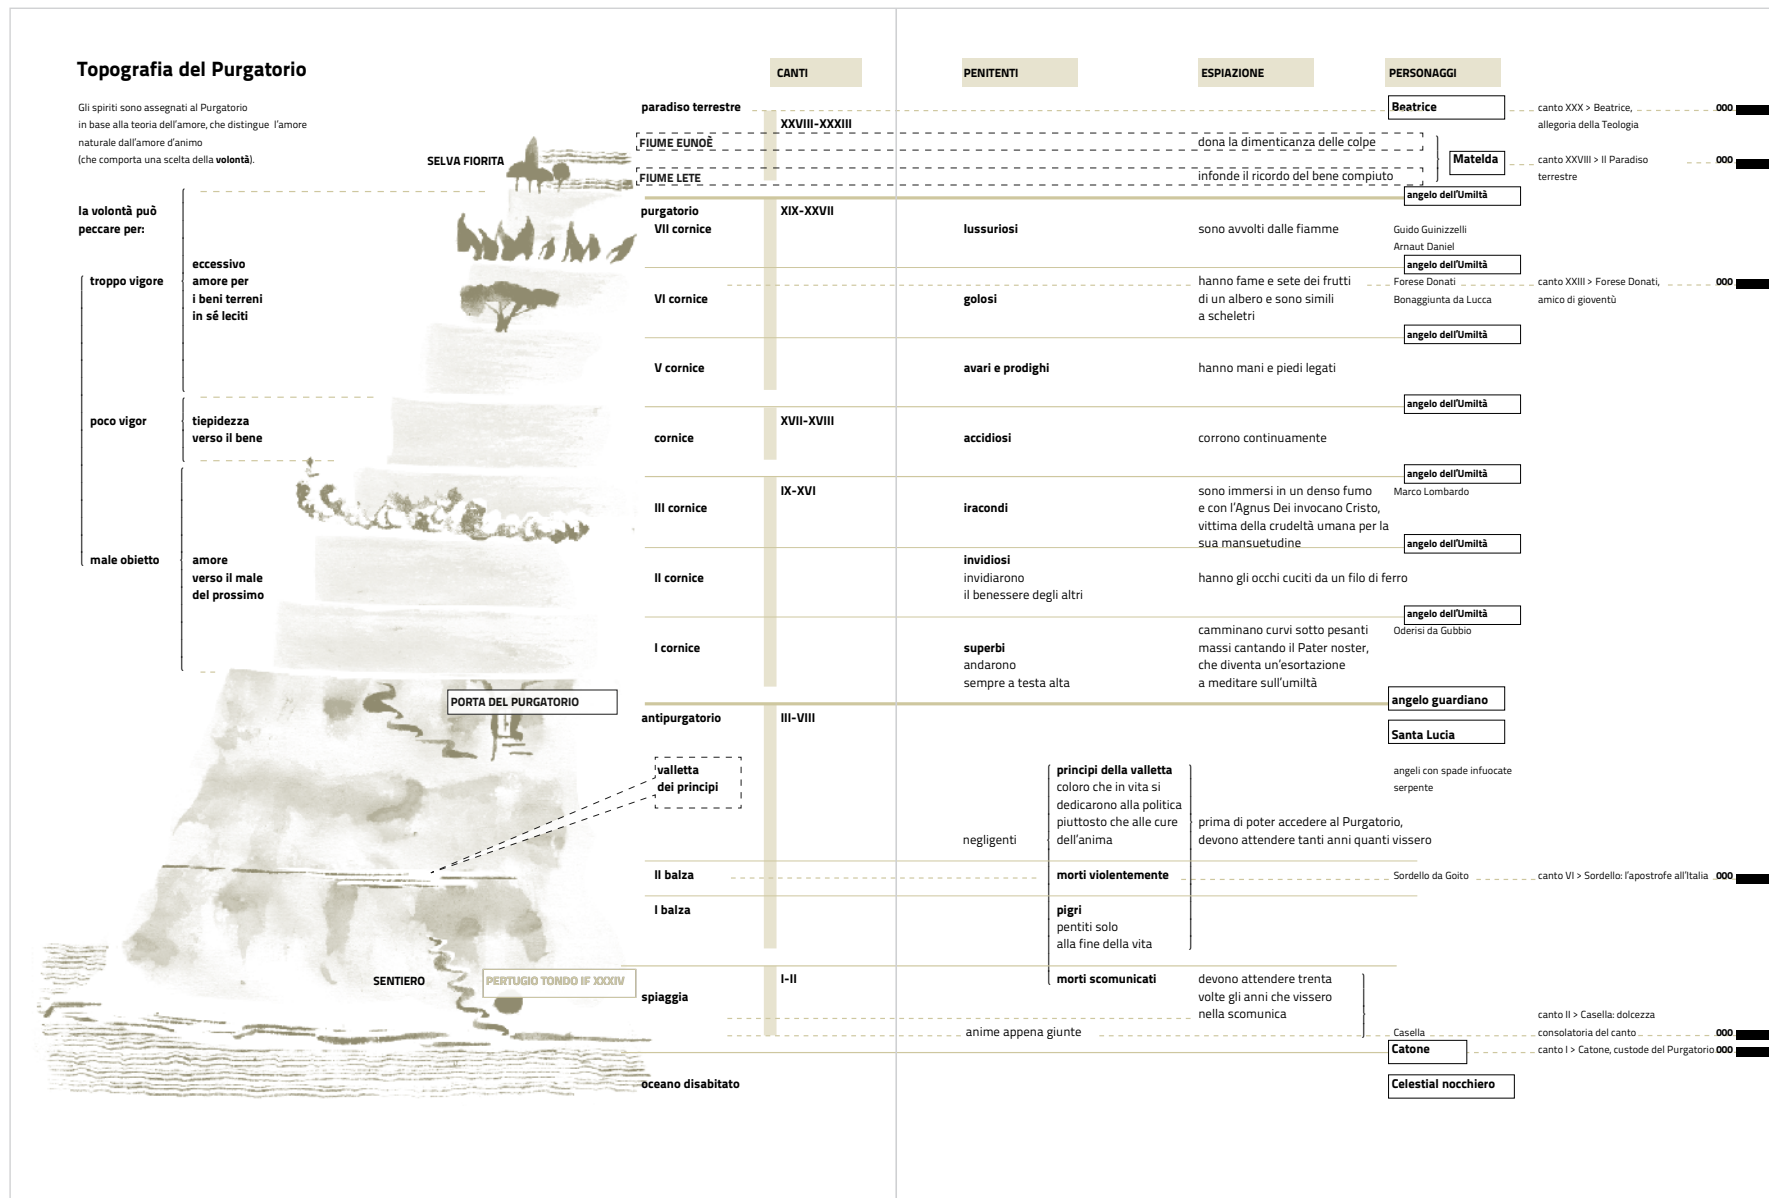 Topografia del Purgatorio
Gli spiriti sono assegnati al Purgatorio
in base alla teoria dell'amore, che distingue l'amore
naturale dall'amore d'animo
(che comporta una scelta della volontà).
la volontà può
peccare per:
troppo vigore
eccessivo
amore per
i beni terreni
in sé leciti
poco vigor
tiepidezza
verso il bene
male obietto
amore
verso il male
del prossimo
SELVA FIORITA
PORTA DEL PURGATORIO
SENTIERO
PERTUGIO TONDO IF XXXIV
CANTI
PENITENTI
ESPIAZIONE
PERSONAGGI
paradiso terrestre
XXVIII-XXXIII
Beatrice
canto XXX > Beatrice,
allegoria della Teologia
000
FIUME EUNOÈ
dona la dimenticanza delle colpe
Matelda
canto XXVIII > Il Paradiso
terrestre
000
FIUME LETE
infonde il ricordo del bene compiuto
angelo dell'Umiltà
purgatorio
XIX-XXVII
VII cornice
lussuriosi
sono avvolti dalle fiamme
Guido Guinizzelli
Arnaut Daniel
angelo dell'Umiltà
VI cornice
golosi
hanno fame e sete dei frutti
di un albero e sono simili
a scheletri
Forese Donati
Bonaggiunta da Lucca
canto XXIII > Forese Donati,
amico di gioventù
000
angelo dell'Umiltà
V cornice
avari e prodighi
hanno mani e piedi legati
angelo dell'Umiltà
XVII-XVIII
cornice
accidiosi
corrono continuamente
angelo dell'Umiltà
IX-XVI
III cornice
iracondi
sono immersi in un denso fumo
e con l'Agnus Dei invocano Cristo,
vittima della crudeltà umana per la
sua mansuetudine
Marco Lombardo
angelo dell'Umiltà
II cornice
invidiosi
invidiarono
il benessere degli altri
hanno gli occhi cuciti da un filo di ferro
angelo dell'Umiltà
I cornice
superbi
andarono
sempre a testa alta
camminano curvi sotto pesanti
massi cantando il Pater noster,
che diventa un'esortazione
a meditare sull'umiltà
Oderisi da Gubbio
angelo guardiano
antipurgatorio
III-VIII
Santa Lucia
valletta
dei principi
negligenti
principi della valletta
coloro che in vita si
dedicarono alla politica
piuttosto che alle cure
dell'anima
prima di poter accedere al Purgatorio,
devono attendere tanti anni quanti vissero
angeli con spade infuocate
serpente
II balza
morti violentemente
Sordello da Goito
canto VI > Sordello: l'apostrofe all'Italia
000
I balza
pigri
pentiti solo
alla fine della vita
I-II
spiaggia
morti scomunicati
devono attendere trenta
volte gli anni che vissero
nella scomunica
anime appena giunte
Casella
canto II > Casella: dolcezza
consolatoria del canto
000
Catone
canto I > Catone, custode del Purgatorio
000
oceano disabitato
Celestial nocchiero